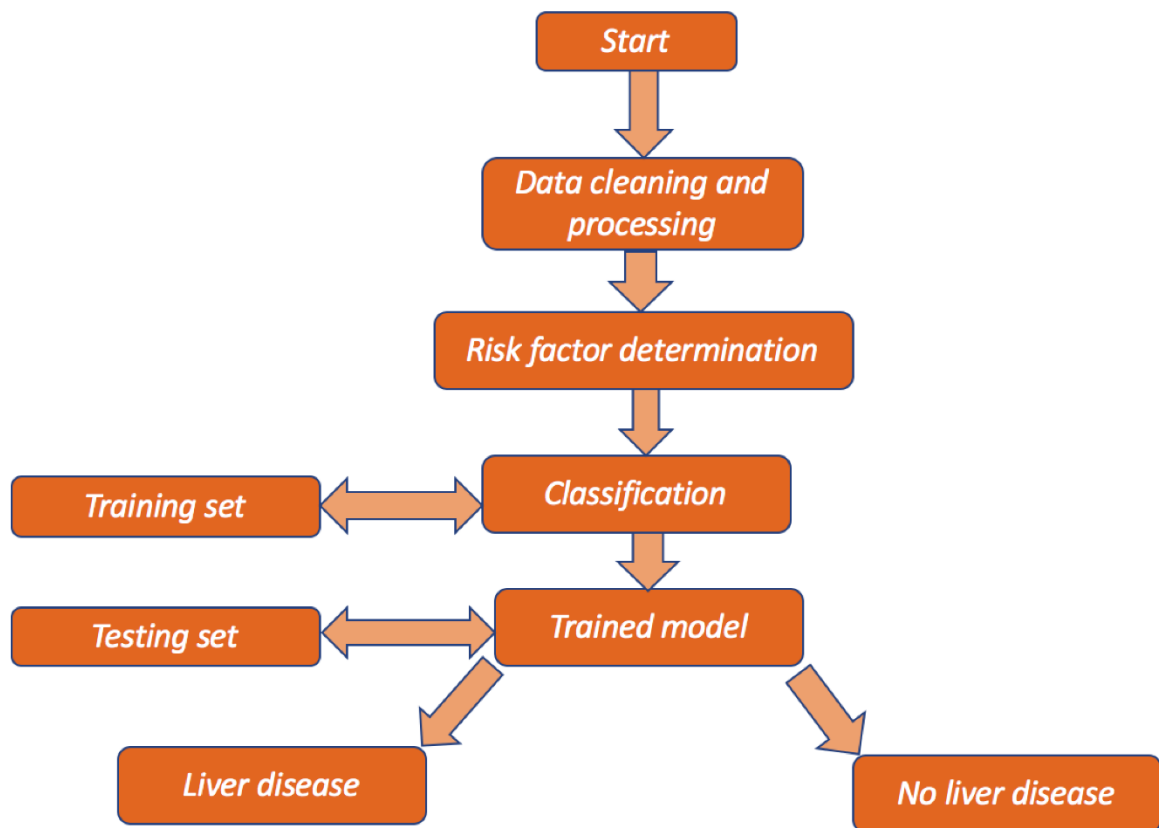 Start
Data cleaning and
processing
Risk factor determination
Classification
Training set
Trained model
Testing set
Liver disease
No liver disease